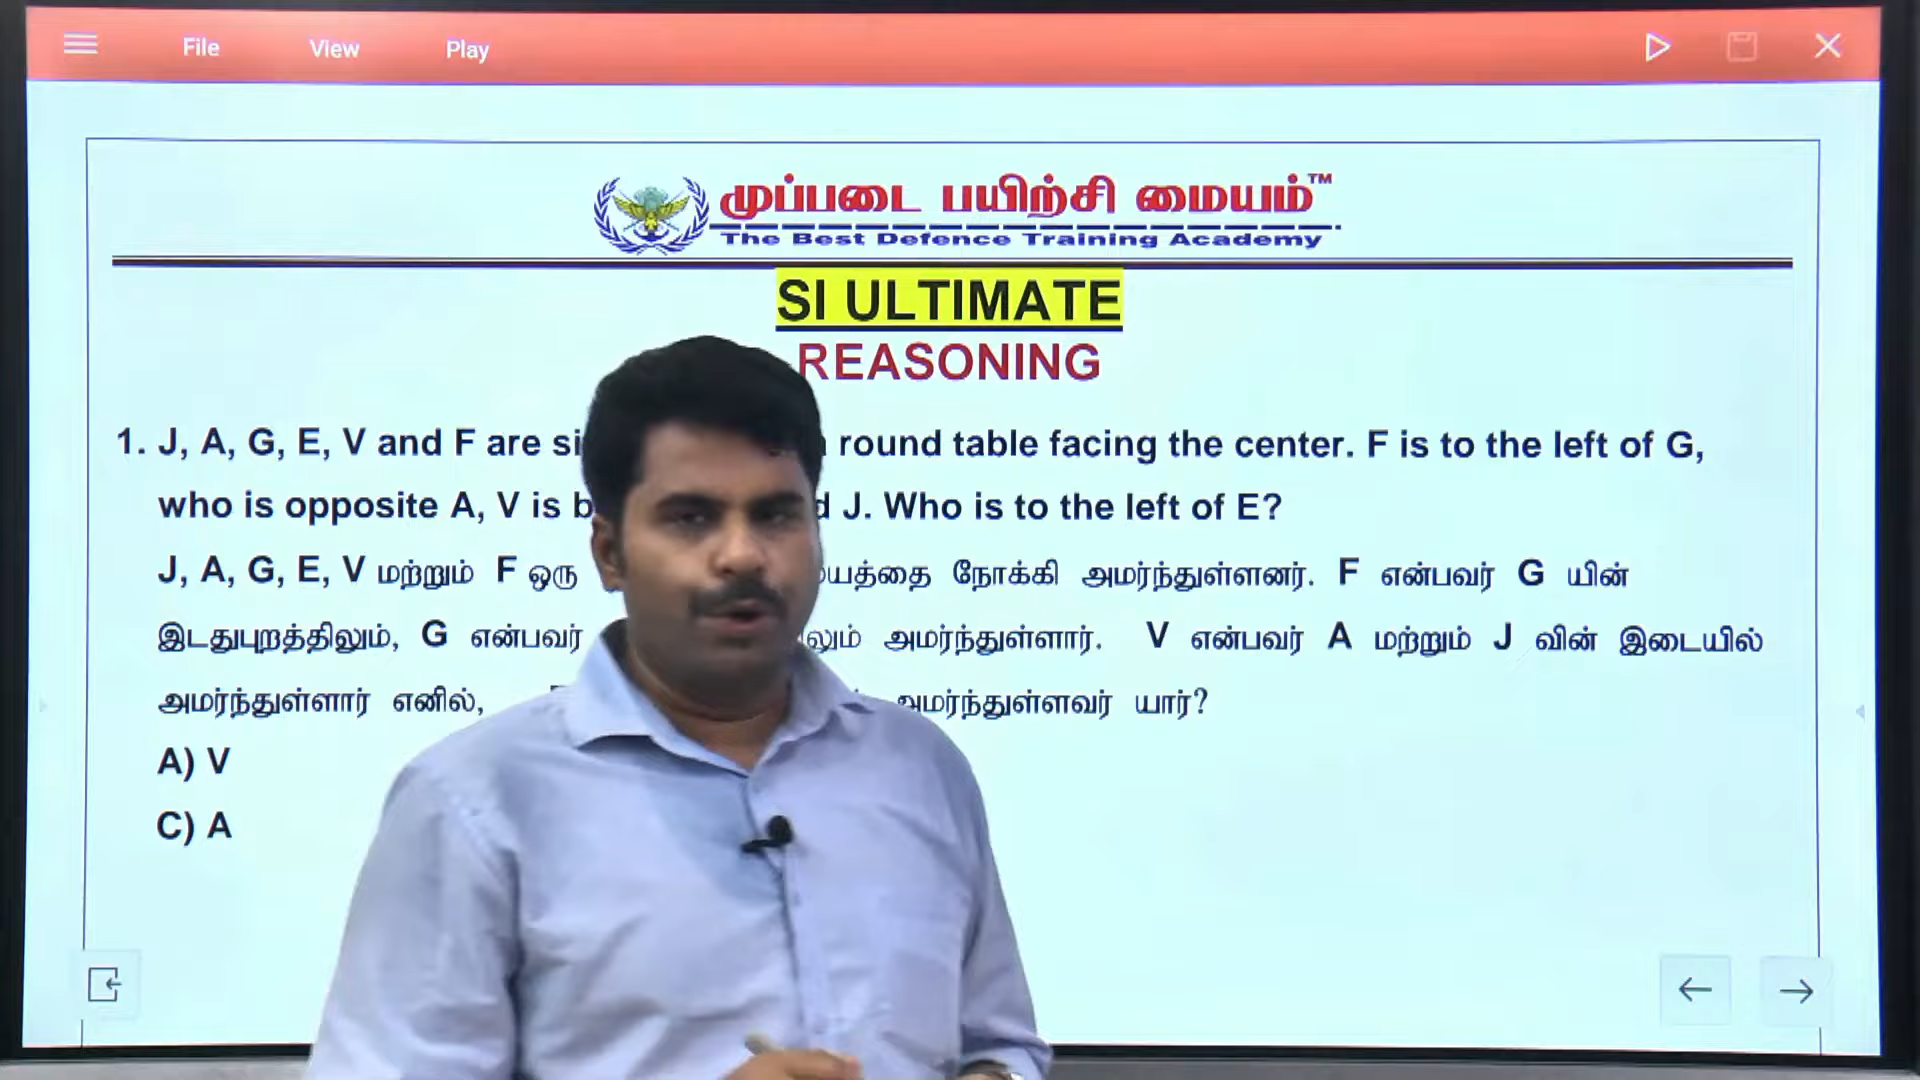 File View Play
முப்படை பயிற்சி மையம்™
The Best Defence Training Academy
SI ULTIMATE
REASONING
1. J, A, G, E, V and F are round table facing the center. F is to the left of G,
who is opposite A, V is J. Who is to the left of E?
J, A, G, E, V மற்றும் F ஒரு நோக்கி அமர்ந்துள்ளனர். F என்பவர் G யின்
இடதுபுறத்திலும், G என்பவர் அமர்ந்துள்ளார். V என்பவர் A மற்றும் J வின் இடையில்
அமர்ந்துள்ளார் எனில், அமர்ந்துள்ளவர் யார்?
A) V
C) A